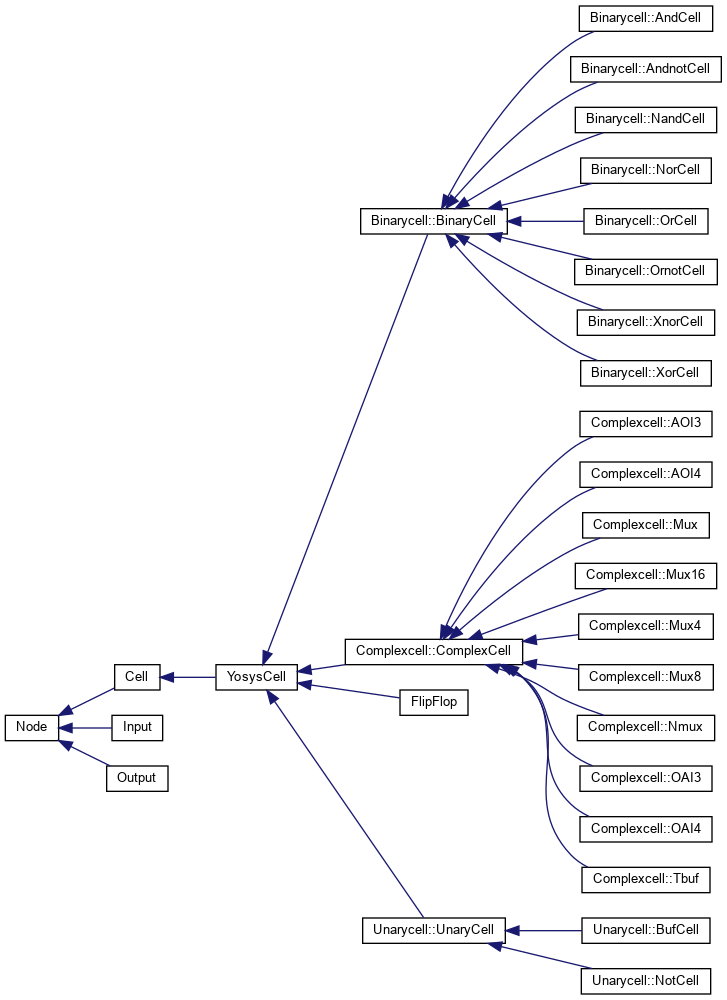 Binarycell::AndCell
Binarycell::AndnotCell
Binarycell::NandCell
Binarycell::NorCell
Binarycell::BinaryCell
Binarycell::OrCell
Binarycell::OrnotCell
Binarycell::XnorCell
Binarycell::XorCell
Complexcell::AOI3
Complexcell::AOI4
Complexcell::Mux
Complexcell::Mux16
Complexcell::Mux4
Complexcell::ComplexCell
Cell
YosysCell
Complexcell::Mux8
FlipFlop
Node
Input
Complexcell::Nmux
Output
Complexcell::OAI3
Complexcell::OAI4
Complexcell::Tbuf
Unarycell::UnaryCell
Unarycell::BufCell
Unarycell::NotCell